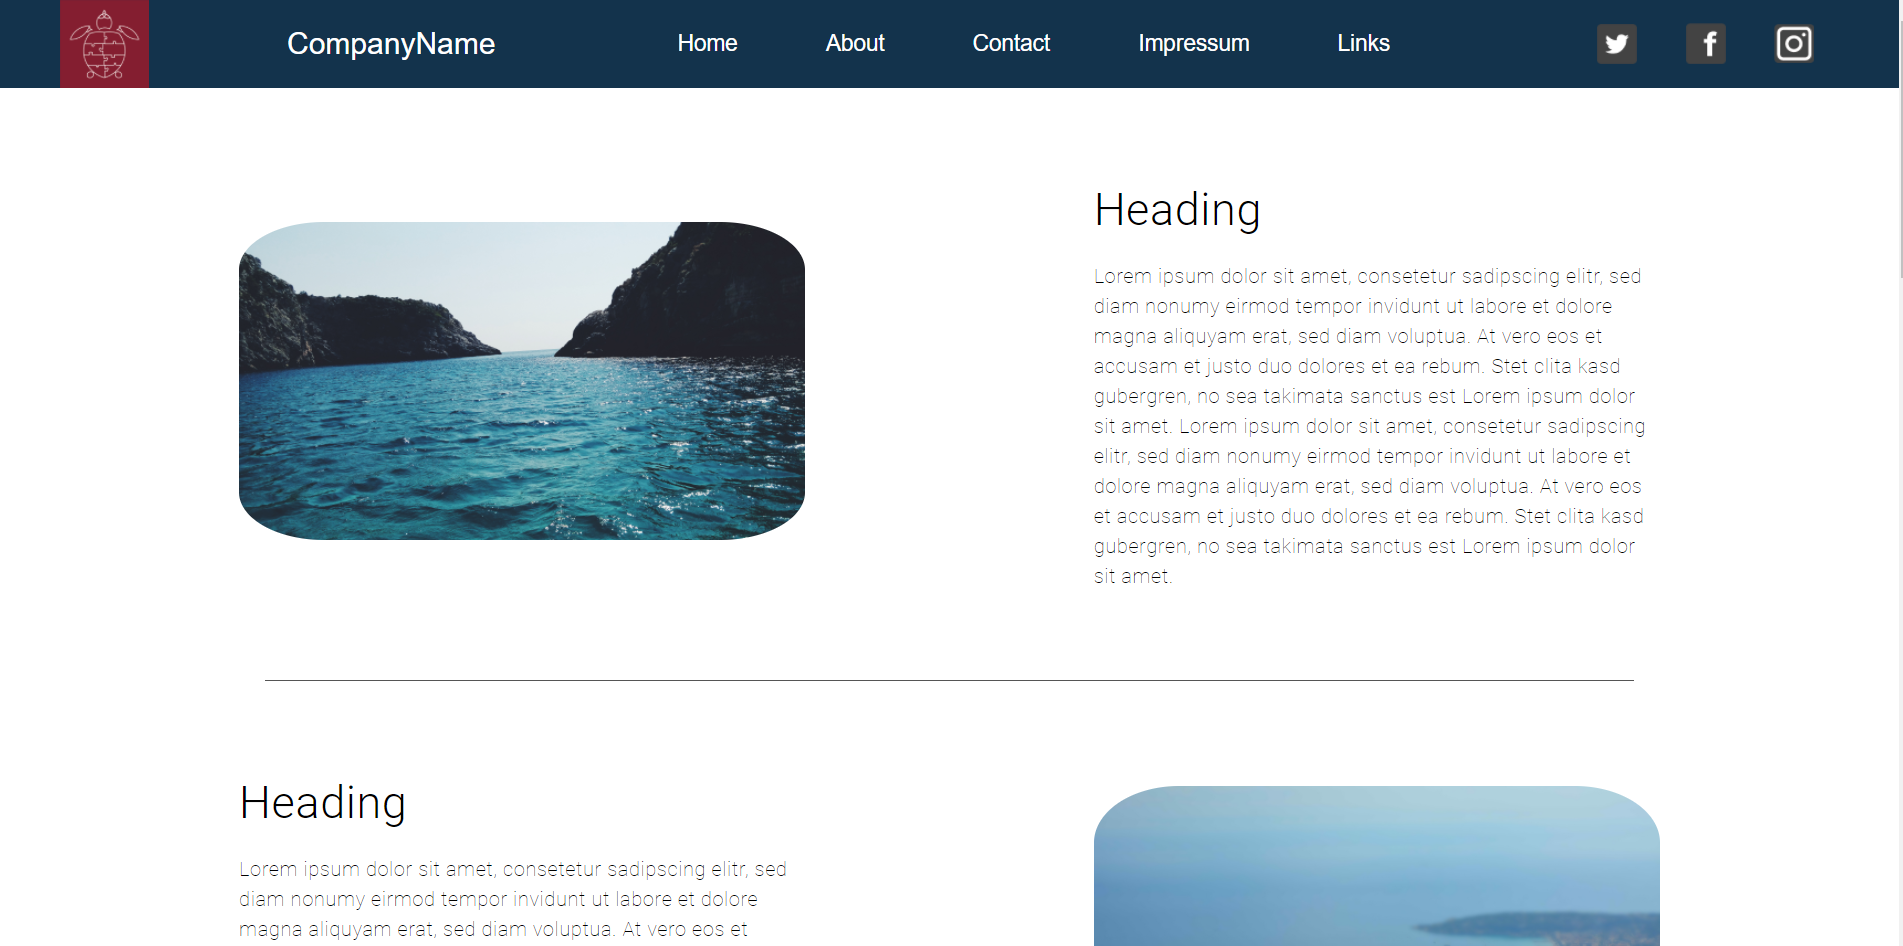 CompanyName
Home
About
Contact
Impressum
Links
Heading
Lorem ipsum dolor sit amet, consetetur sadipscing elitr, sed
diam nonumy eirmod tempor invidunt ut labore et dolore
magna aliquyam erat, sed diam voluptua. At vero eos et
accusam et justo duo dolores et ea rebum. Stet clita kasd
gubergren, no sea takimata sanctus est Lorem ipsum dolor
sit amet. Lorem ipsum dolor sit amet, consetetur sadipscing
elitr, sed diam nonumy eirmod tempor invidunt ut labore et
dolore magna aliquyam erat, sed diam voluptua. At vero eos
et accusam et justo duo dolores et ea rebum. Stet clita kasd
gubergren, no sea takimata sanctus est Lorem ipsum dolor
sit amet.
Heading
Lorem ipsum dolor sit amet, consetetur sadipscing elitr, sed
diam nonumy eirmod tempor invidunt ut labore et dolore
magna aliquyam erat, sed diam voluptua. At vero eos et